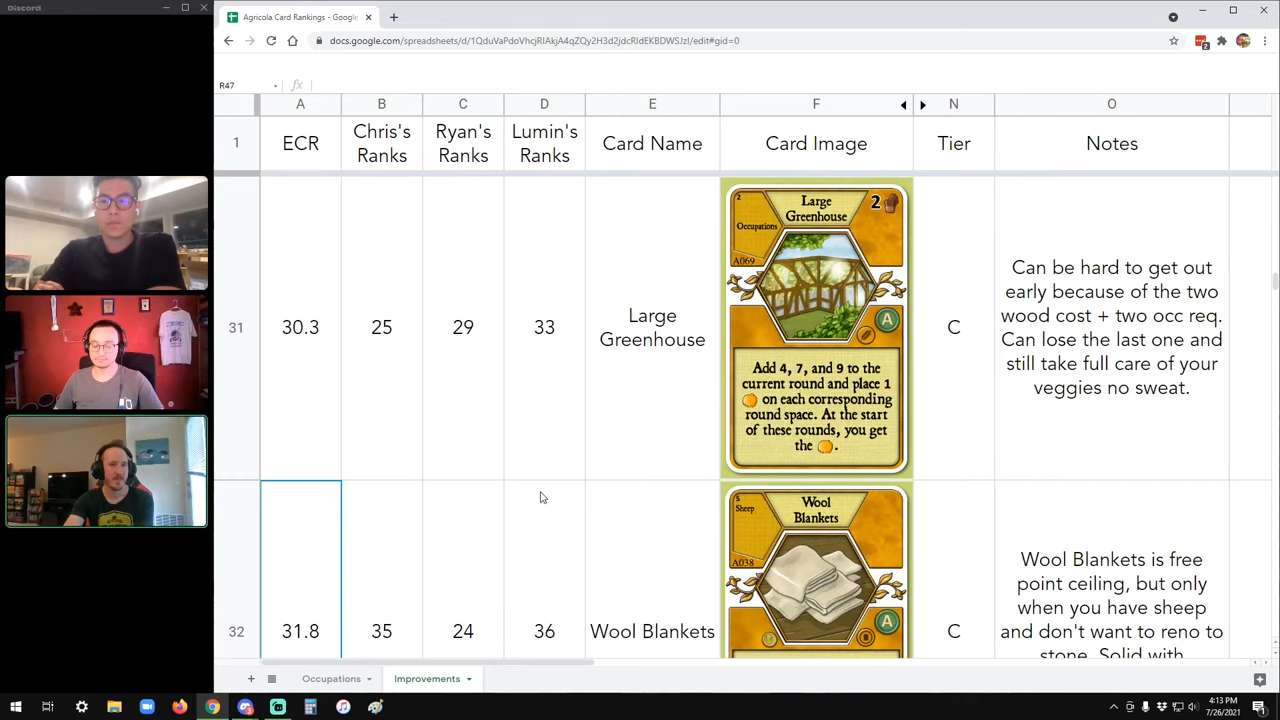 Discord
Agricola Card Rankings - Google
docs.google.com/spreadsheets/d/1QduVaPdoVhcjRIAkjA4qZQy2H3d2jdcRldEKBDWSJzI/edit#gid=0
R47
fx
A B C D E F N O
1 ECR Chris's Ranks Ryan's Ranks Lumin's Ranks Card Name Card Image Tier Notes
31 30.3 25 29 33 Large Greenhouse C
2
Occupations
A069
Large
Greenhouse
2
A
Add 4, 7, and 9 to the
current round and place 1
on each corresponding
round space. At the start
of these rounds, you get
the .
Can be hard to get out
early because of the two
wood cost + two occ req.
Can lose the last one and
still take full care of your
veggies no sweat.
32 31.8 35 24 36 Wool Blankets C
5
Sheep
A038
Wool
Blankets
A
Wool Blankets is free
point ceiling, but only
when you have sheep
and don't want to reno to
stone. Solid with
Occupations
Improvements
4:13 PM
7/26/2021